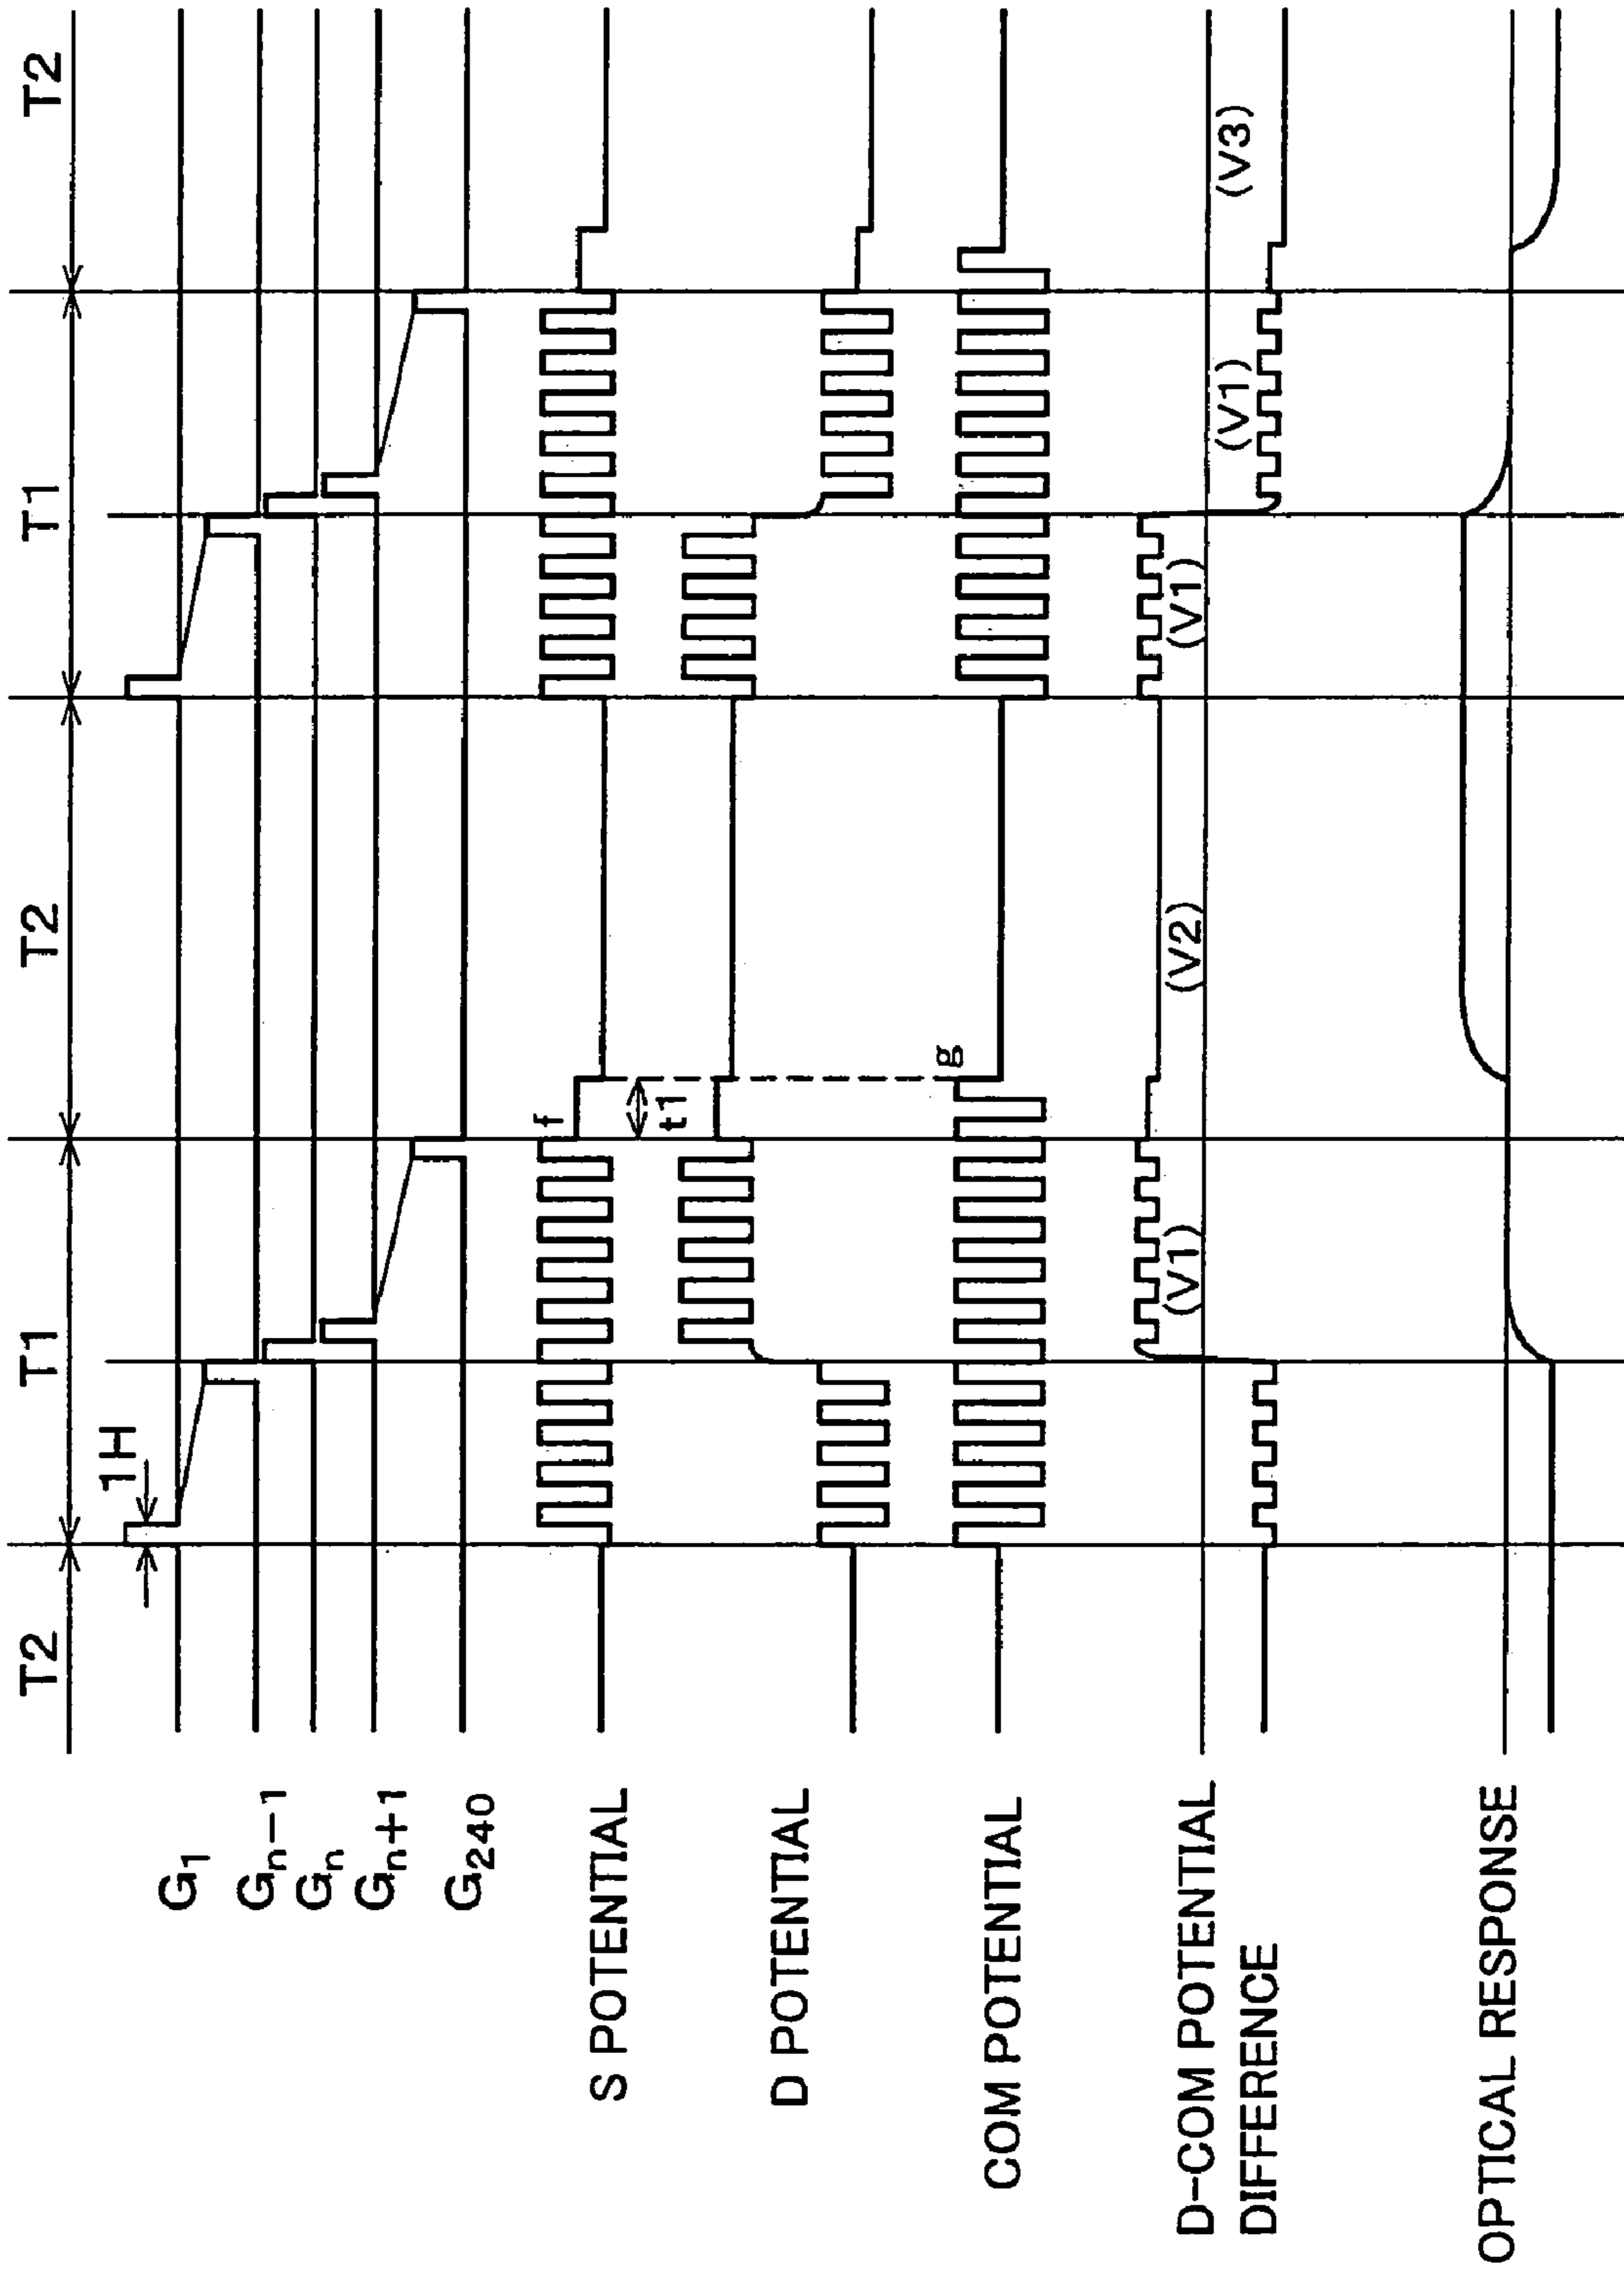 T2
T1
T2
T1
T2
1H
G1
Gn-1
Gn
Gn+1
G240
S POTENTIAL
f
t1
D POTENTIAL
g
COM POTENTIAL
D-COM POTENTIAL
DIFFERENCE
(V1)
(V2)
(V1)
(V1)
(V3)
OPTICAL RESPONSE